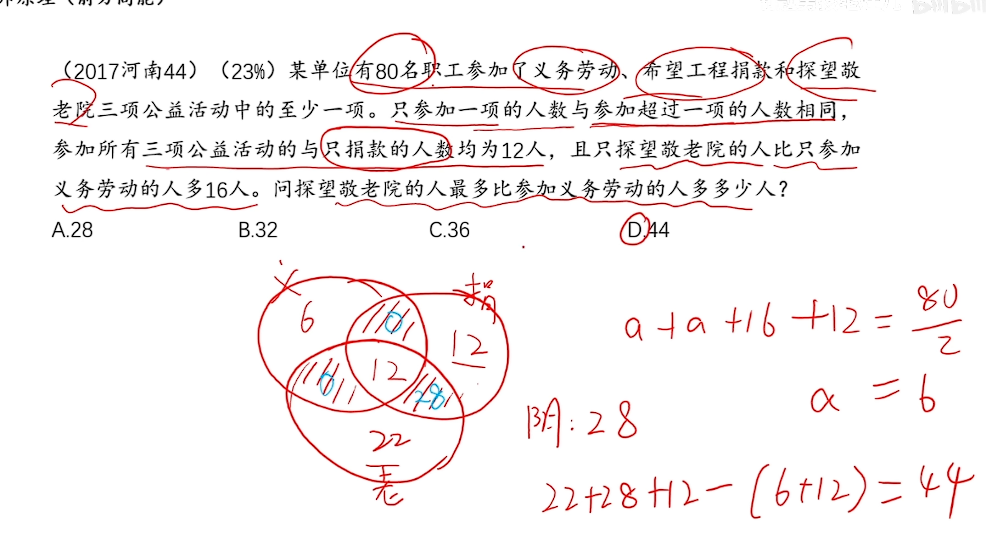 （2017河南44）（23%）某单位有80名职工参加了义务劳动、希望工程捐款和探望敬
老院三项公益活动中的至少一项。只参加一项的人数与参加超过一项的人数相同，
参加所有三项公益活动的与只捐款的人数均为12人，且只探望敬老院的人比只参加
义务劳动的人多16人。问探望敬老院的人最多比参加义务劳动的人多多少人？
A.28 B.32 C.36 D.44
义 捐
6 0 12
0 12 28
22
老
a+a+16+12=80/2
a=6
阴:28
22+28+12-(6+12)=44
bilibili